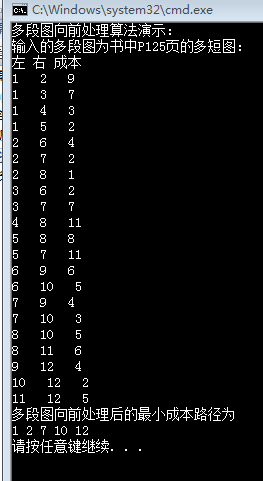 C:\Windows\system32\cmd.exe
多段图向前处理算法演示：
输入的多段图为书中P125页的多短图：
左 右 成本
1 2 9
1 3 7
1 4 3
1 5 2
2 6 4
2 7 2
2 8 1
3 6 2
3 7 7
4 8 11
5 8 8
5 7 11
6 9 6
6 10 5
7 9 4
7 10 3
8 10 5
8 11 6
9 12 4
10 12 2
11 12 5
多段图向前处理后的最小成本路径为
1 2 7 10 12
请按任意键继续. . .